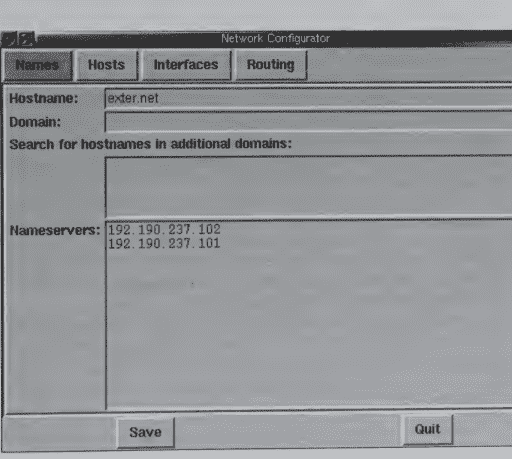 Network Configurator
Names Hosts Interfaces Routing
Hostname: exter.net
Domain:
Search for hostnames in additional domains:
Nameservers: 192.190.237.102
192.190.237.101
Save Quit